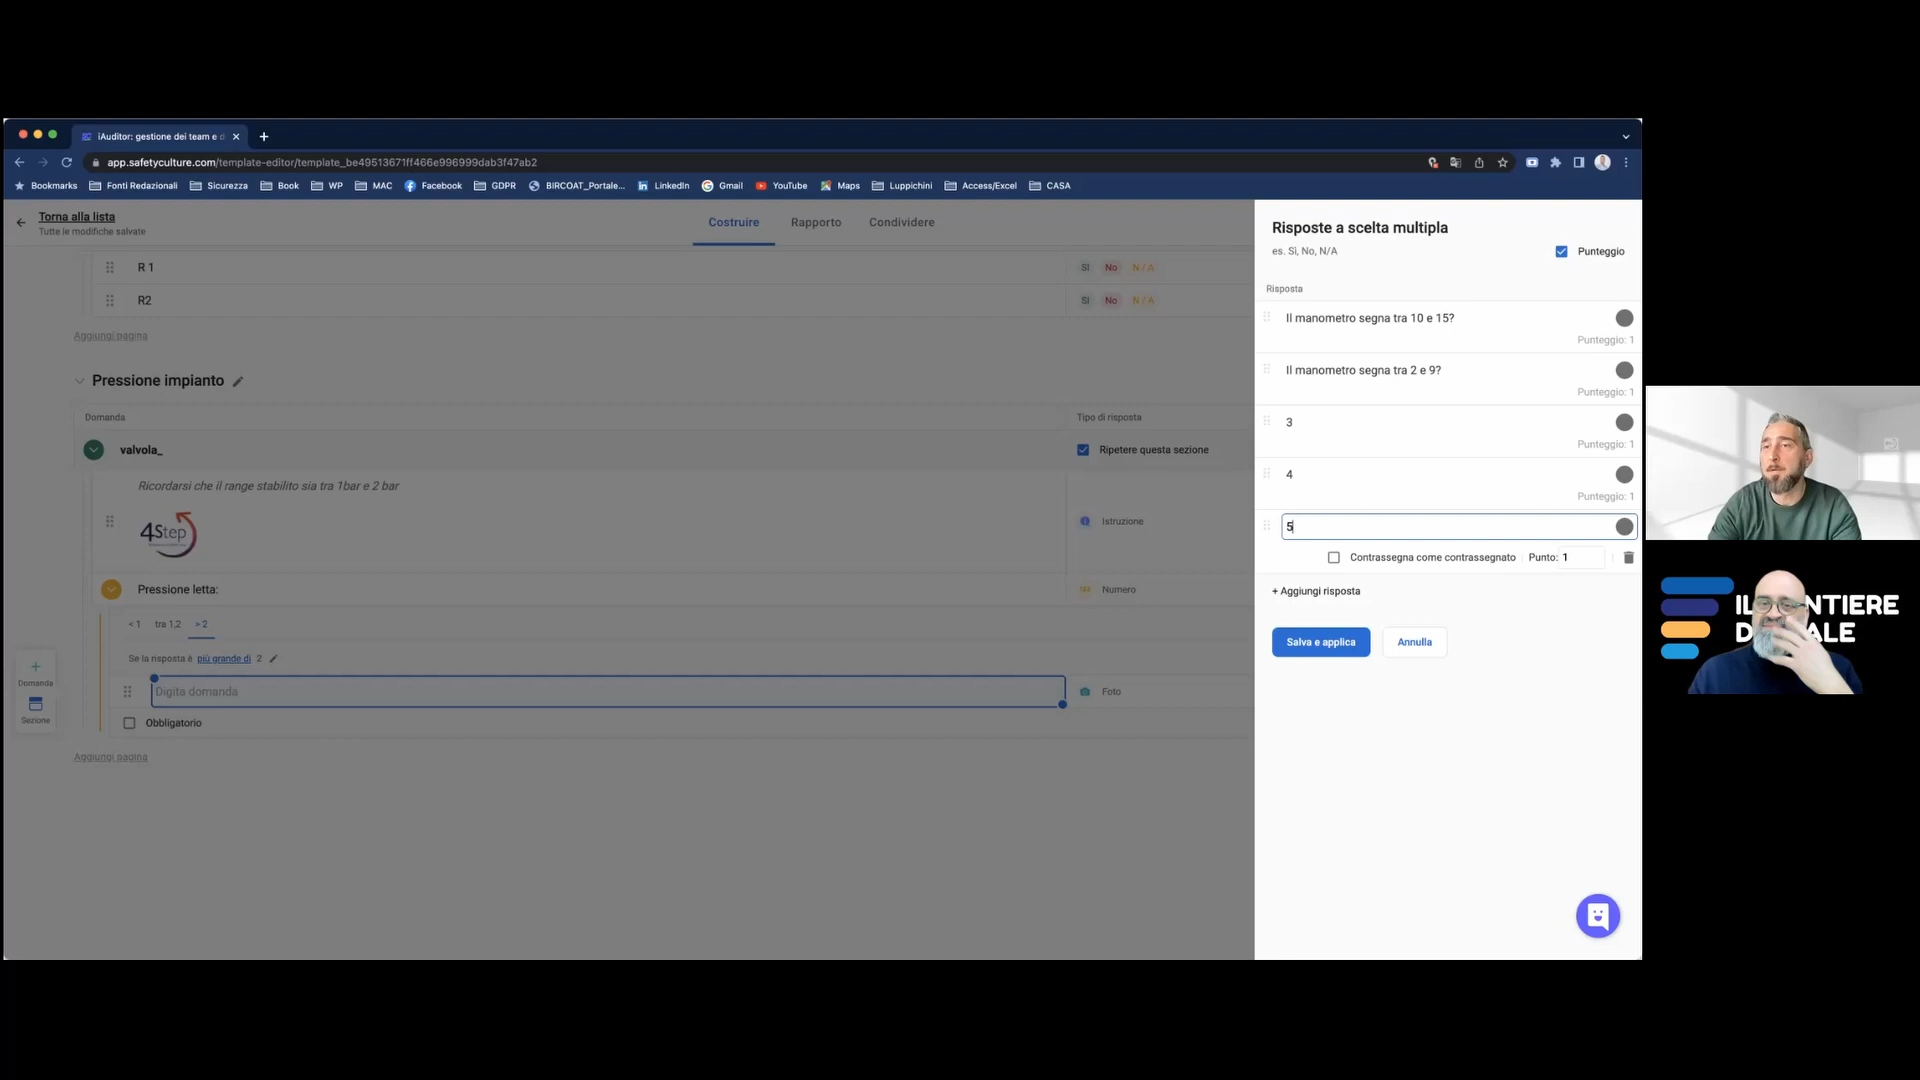 iAuditor: gestione dei team e d
app.safetyculture.com/template-editor/template_be49513671ff466e996999dab3f47ab2
Bookmarks Fonti Redazionali Sicurezza Book WP MAC Facebook GDPR BIRCOAT_Portale... LinkedIn Gmail YouTube Maps Luppichini Access/Excel CASA
Torna alla lista
Tutte le modifiche salvate
Costruire Rapporto Condividere
R 1 SI No N / A
R2 SI No N / A
Aggiungi pagina
Pressione impianto
Domanda Tipo di risposta
valvola_ Ripetere questa sezione
Ricordarsi che il range stabilito sia tra 1bar e 2 bar
4Step
Istruzione
Pressione letta: Numero
< 1 tra 1,2 > 2
Se la risposta è più grande di 2
Digita domanda Foto
Obbligatorio
Aggiungi pagina
Domanda
Sezione
Risposte a scelta multipla
es. Sì, No, N/A Punteggio
Risposta
Il manometro segna tra 10 e 15?
Punteggio: 1
Il manometro segna tra 2 e 9?
Punteggio: 1
3
Punteggio: 1
4
Punteggio: 1
5
Contrassegna come contrassegnato Punto: 1
+ Aggiungi risposta
Salva e applica Annulla